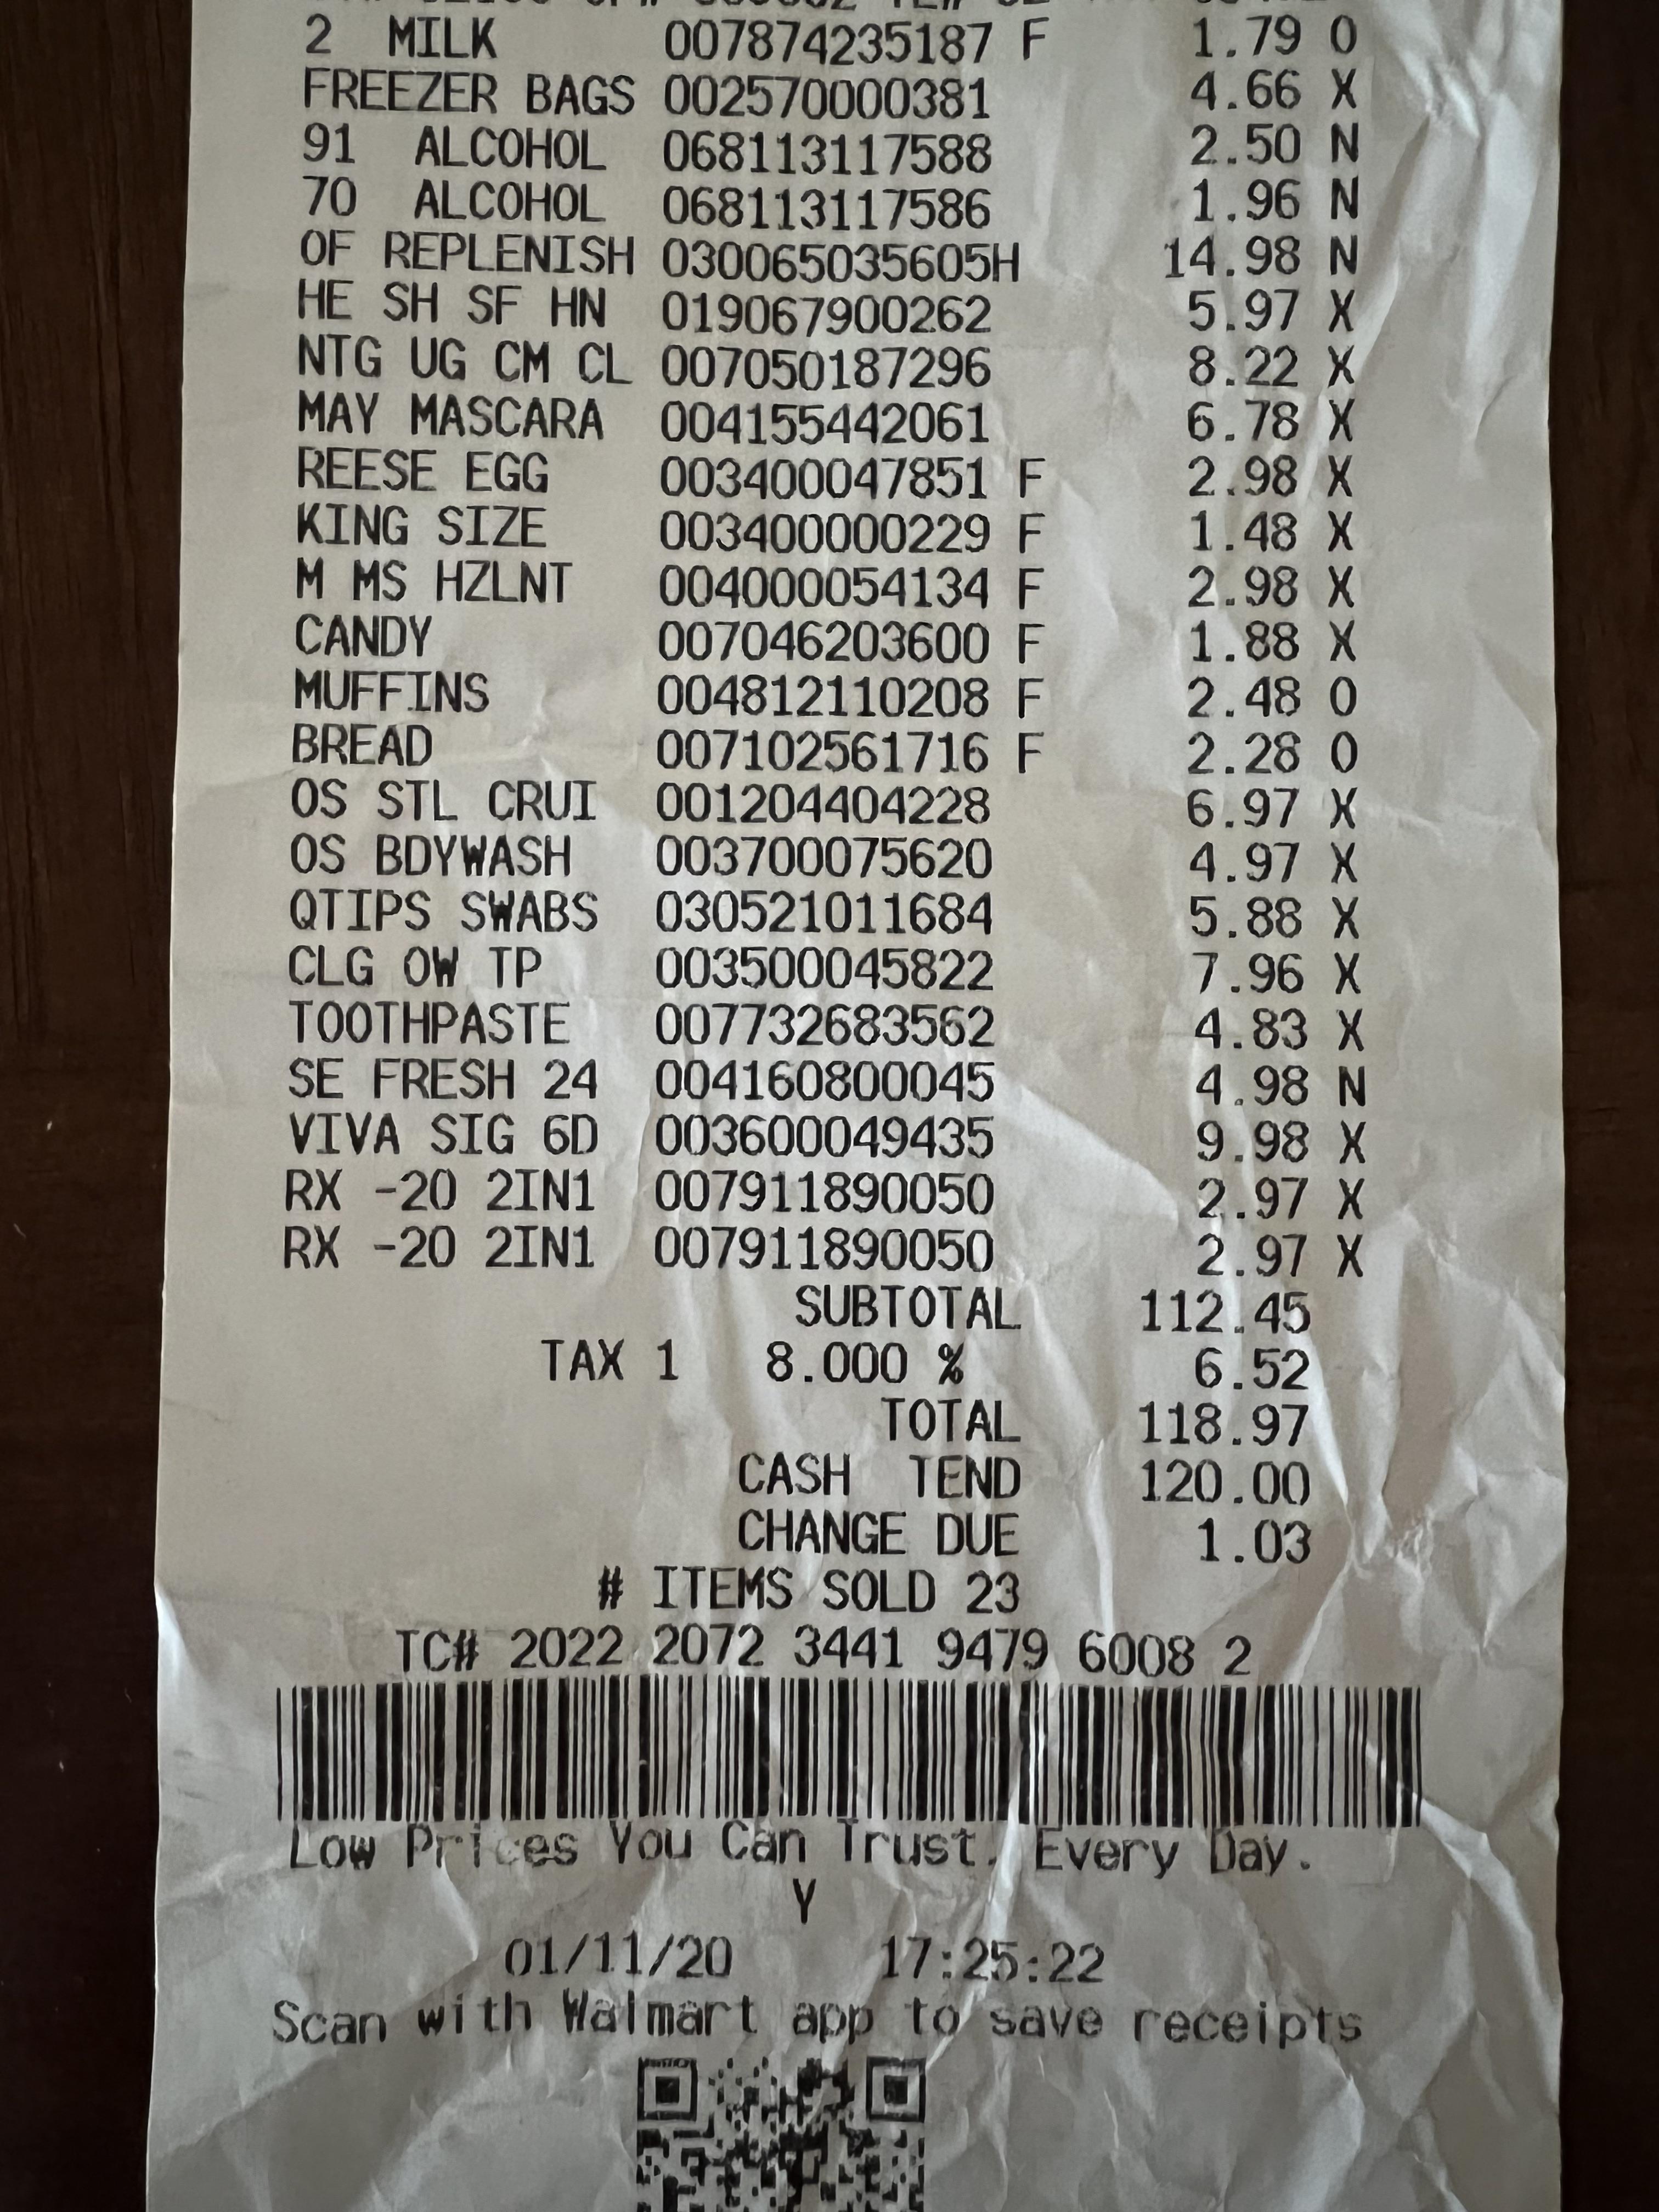 2 MILK 007874235187 F 1.79 O
FREEZER BAGS 002570000381 4.66 X
91 ALCOHOL 068113117588 2.50 N
70 ALCOHOL 068113117586 1.96 N
OF REPLENISH 030065035605H 14.98 N
HE SH SF HN 019067900262 5.97 X
NTG UG CM CL 007050187296 8.22 X
MAY MASCARA 004155442061 6.78 X
REESE EGG 003400047851 F 2.98 X
KING SIZE 003400000229 F 1.48 X
M MS HZLNT 004000054134 F 2.98 X
CANDY 007046203600 F 1.88 X
MUFFINS 004812110208 F 2.48 O
BREAD 007102561716 F 2.28 O
OS STL CRUI 001204404228 6.97 X
OS BDYWASH 003700075620 4.97 X
QTIPS SWABS 030521011684 5.88 X
CLG OW TP 003500045822 7.96 X
TOOTHPASTE 007732683562 4.83 X
SE FRESH 24 004160800045 4.98 N
VIVA SIG 6D 003600049435 9.98 X
RX -20 2IN1 007911890050 2.97 X
RX -20 2IN1 007911890050 2.97 X
SUBTOTAL 112.45
TAX 1 8.000 % 6.52
TOTAL 118.97
CASH TEND 120.00
CHANGE DUE 1.03
# ITEMS SOLD 23
TC# 2022 2072 3441 9479 6008 2
Low Prices You Can Trust. Every Day.
Y
01/11/20 17:25:22
Scan with Walmart app to save receipts